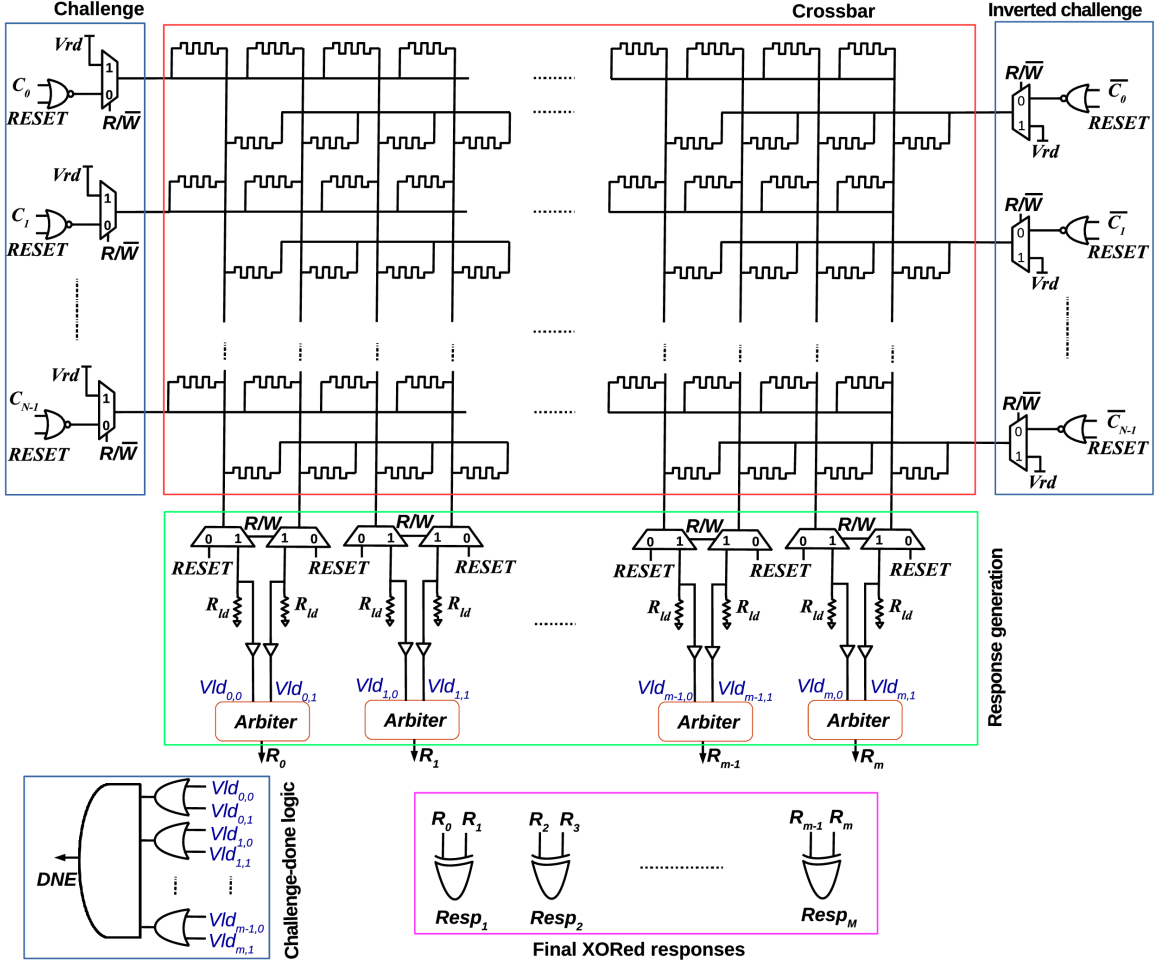 Challenge
Crossbar
Inverted challenge
Vrd
1
C0
0
RESET
R/W̅
R/W̅
0
C̅0
RESET
1
Vrd
Vrd
1
C1
0
RESET
R/W̅
R/W̅
0
C̅1
RESET
1
Vrd
Vrd
1
CN-1
0
RESET
R/W̅
R/W̅
0
C̅N-1
RESET
1
Vrd
0 1 R/W 1 0
0 1 R/W 1 0
0 1 R/W 1 0
0 1 R/W 1 0
RESET RESET RESET
RESET RESET RESET
Rld Rld Rld Rld
Rld Rld Rld Rld
Vld0,0 Vld0,1 Vld1,0 Vld1,1
Vldm-1,0 Vldm-1,1 Vldm,0 Vldm,1
Arbiter Arbiter Arbiter Arbiter
R0 R1 Rm-1 Rm
Response generation
Vld0,0
Vld0,1
Vld1,0
Vld1,1
DNE
Vldm-1,0
Vldm,1
Challenge-done logic
R0 R1 R2 R3 Rm-1 Rm
Resp1 Resp2 RespM
Final XORed responses